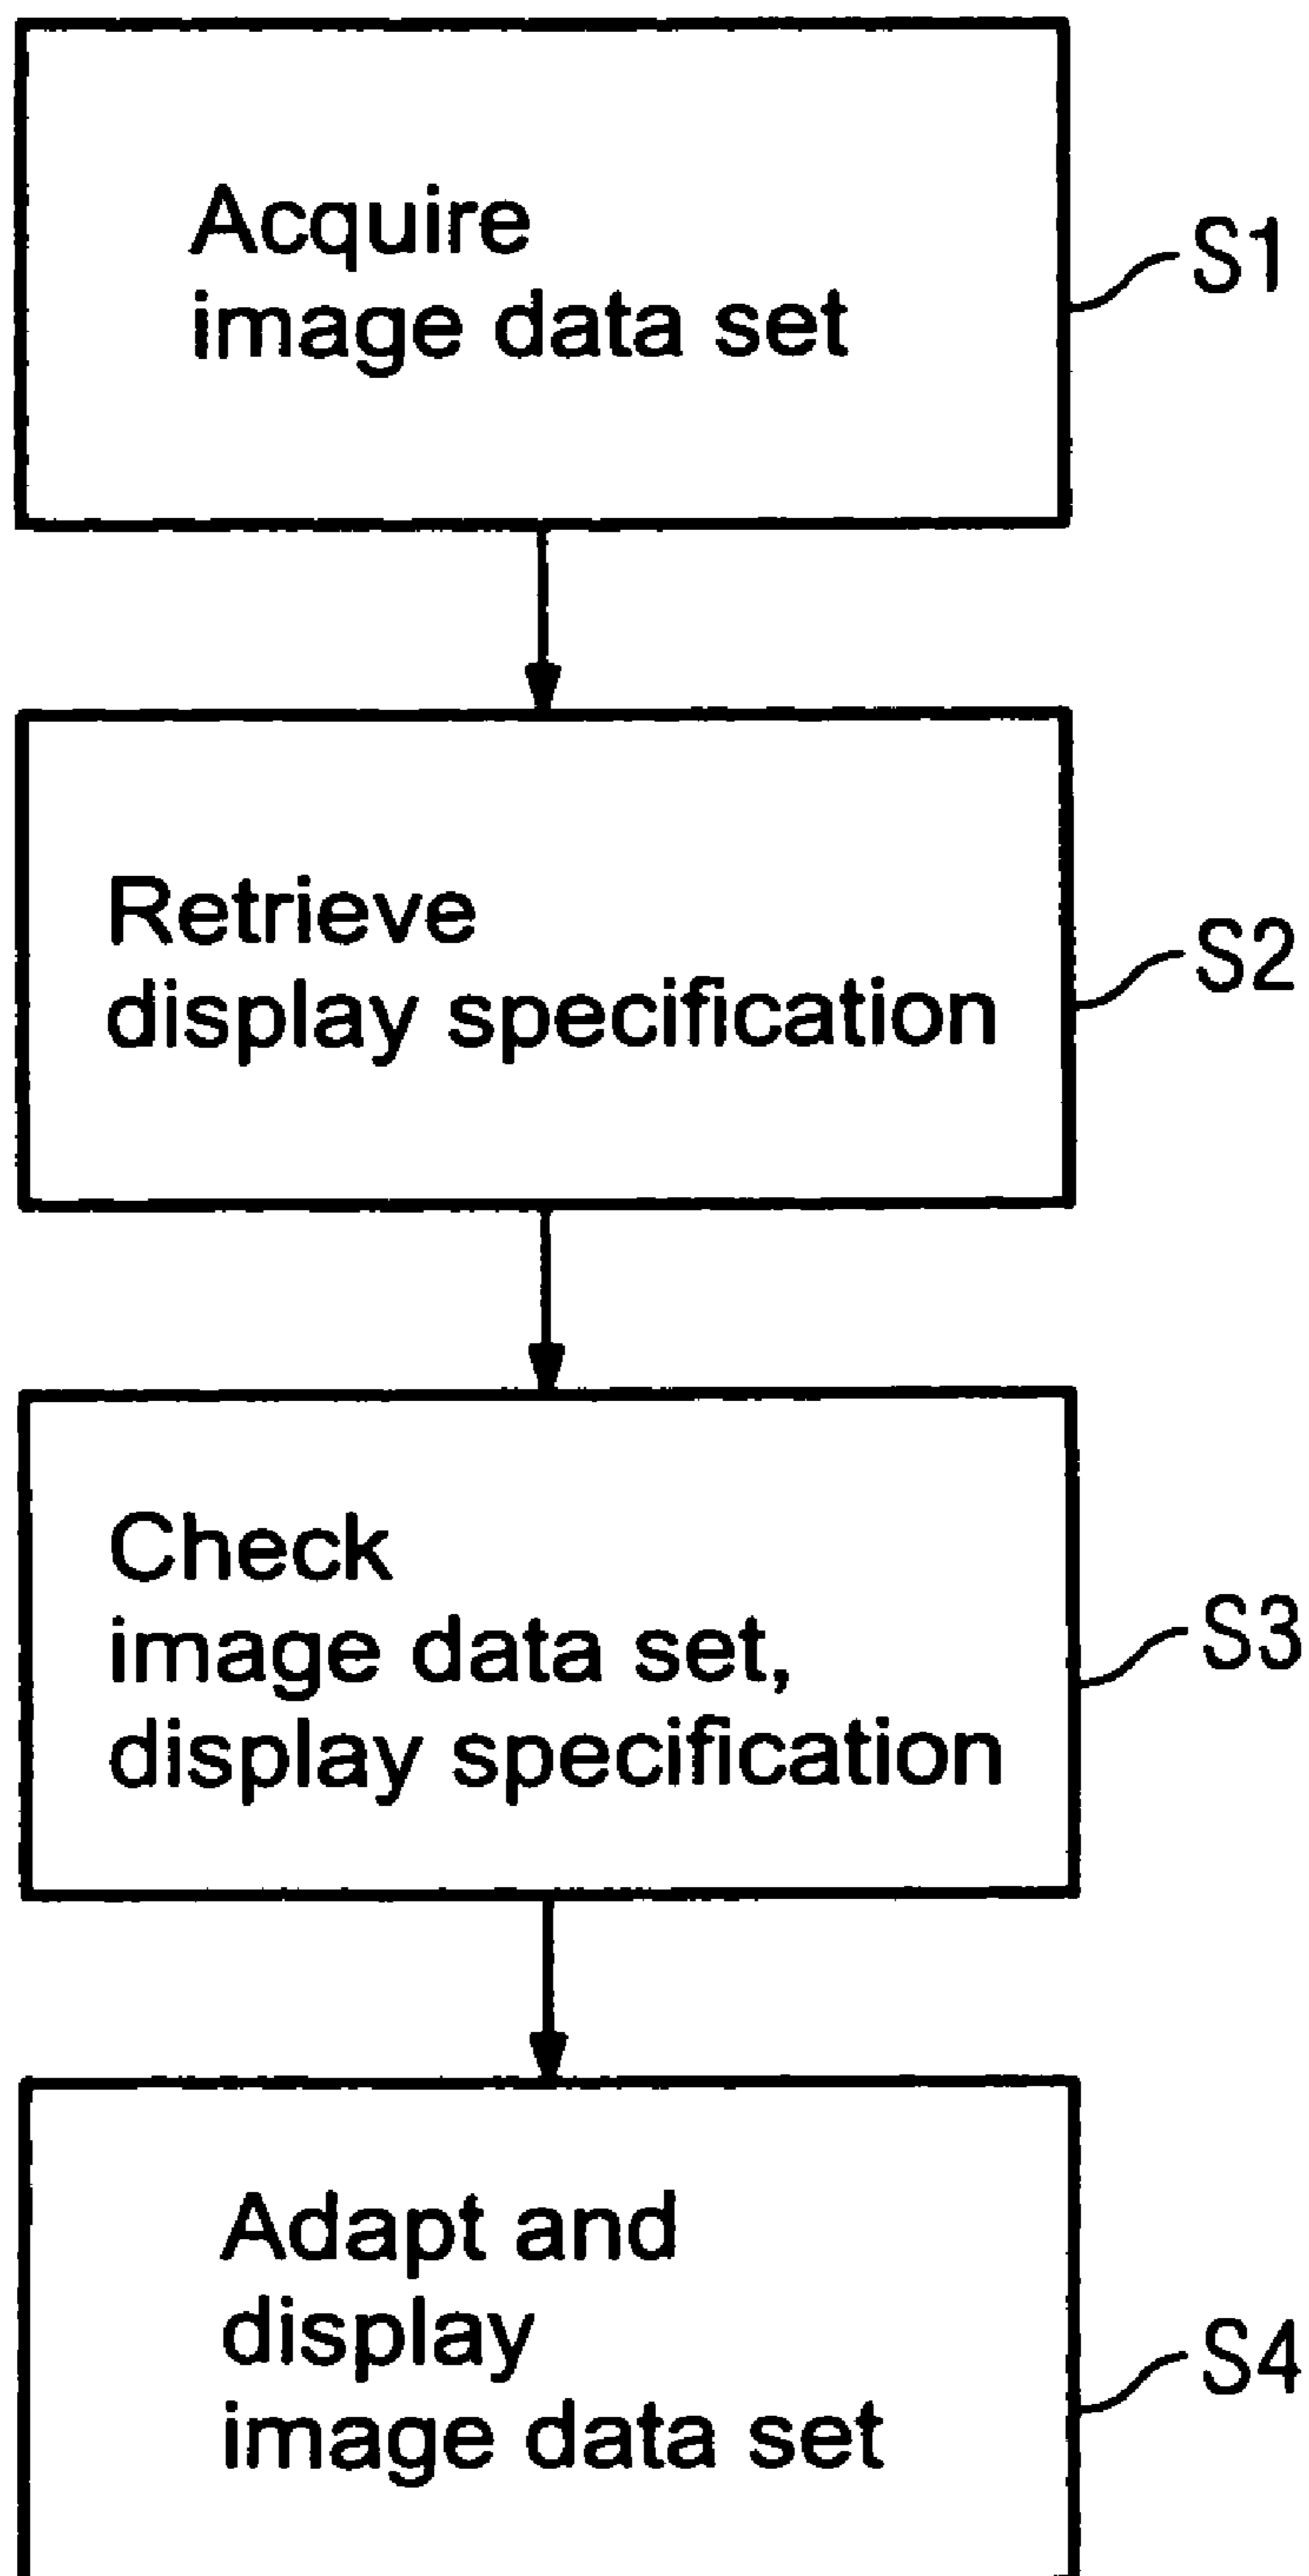 Acquire
image data set
S1
Retrieve
display specification
S2
Check
image data set,
display specification
S3
Adapt and
display
image data set
S4